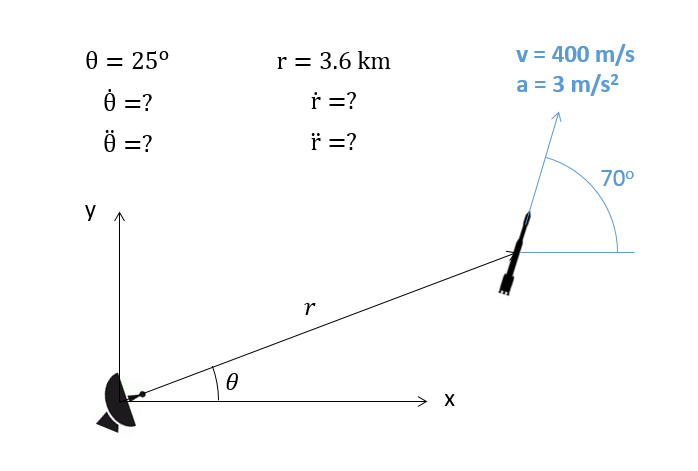 θ = 25º
r = 3.6 km
v = 400 m/s
a = 3 m/s²
θ̇ =?
ṙ =?
θ̈ =?
r̈ =?
70º
y
r
θ
x